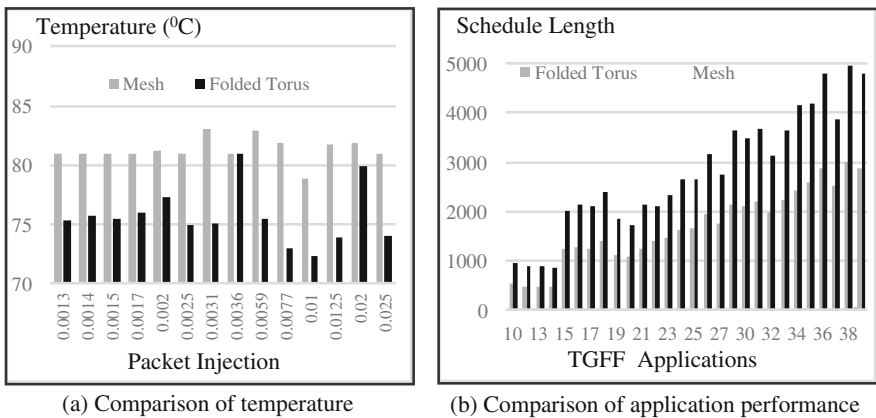 Temperature (⁰C)
90
85
80
75
70
Mesh
Folded Torus
0.0013
0.0014
0.0015
0.0017
0.002
0.0025
0.0031
0.0036
0.0059
0.0077
0.01
0.0125
0.02
0.025
Packet Injection
(a) Comparison of temperature
Schedule Length
5000
4000
3000
2000
1000
0
Folded Torus
Mesh
10 13 15 17 19 21 23 25 27 30 32 34 36 38
TGFF Applications
(b) Comparison of application performance